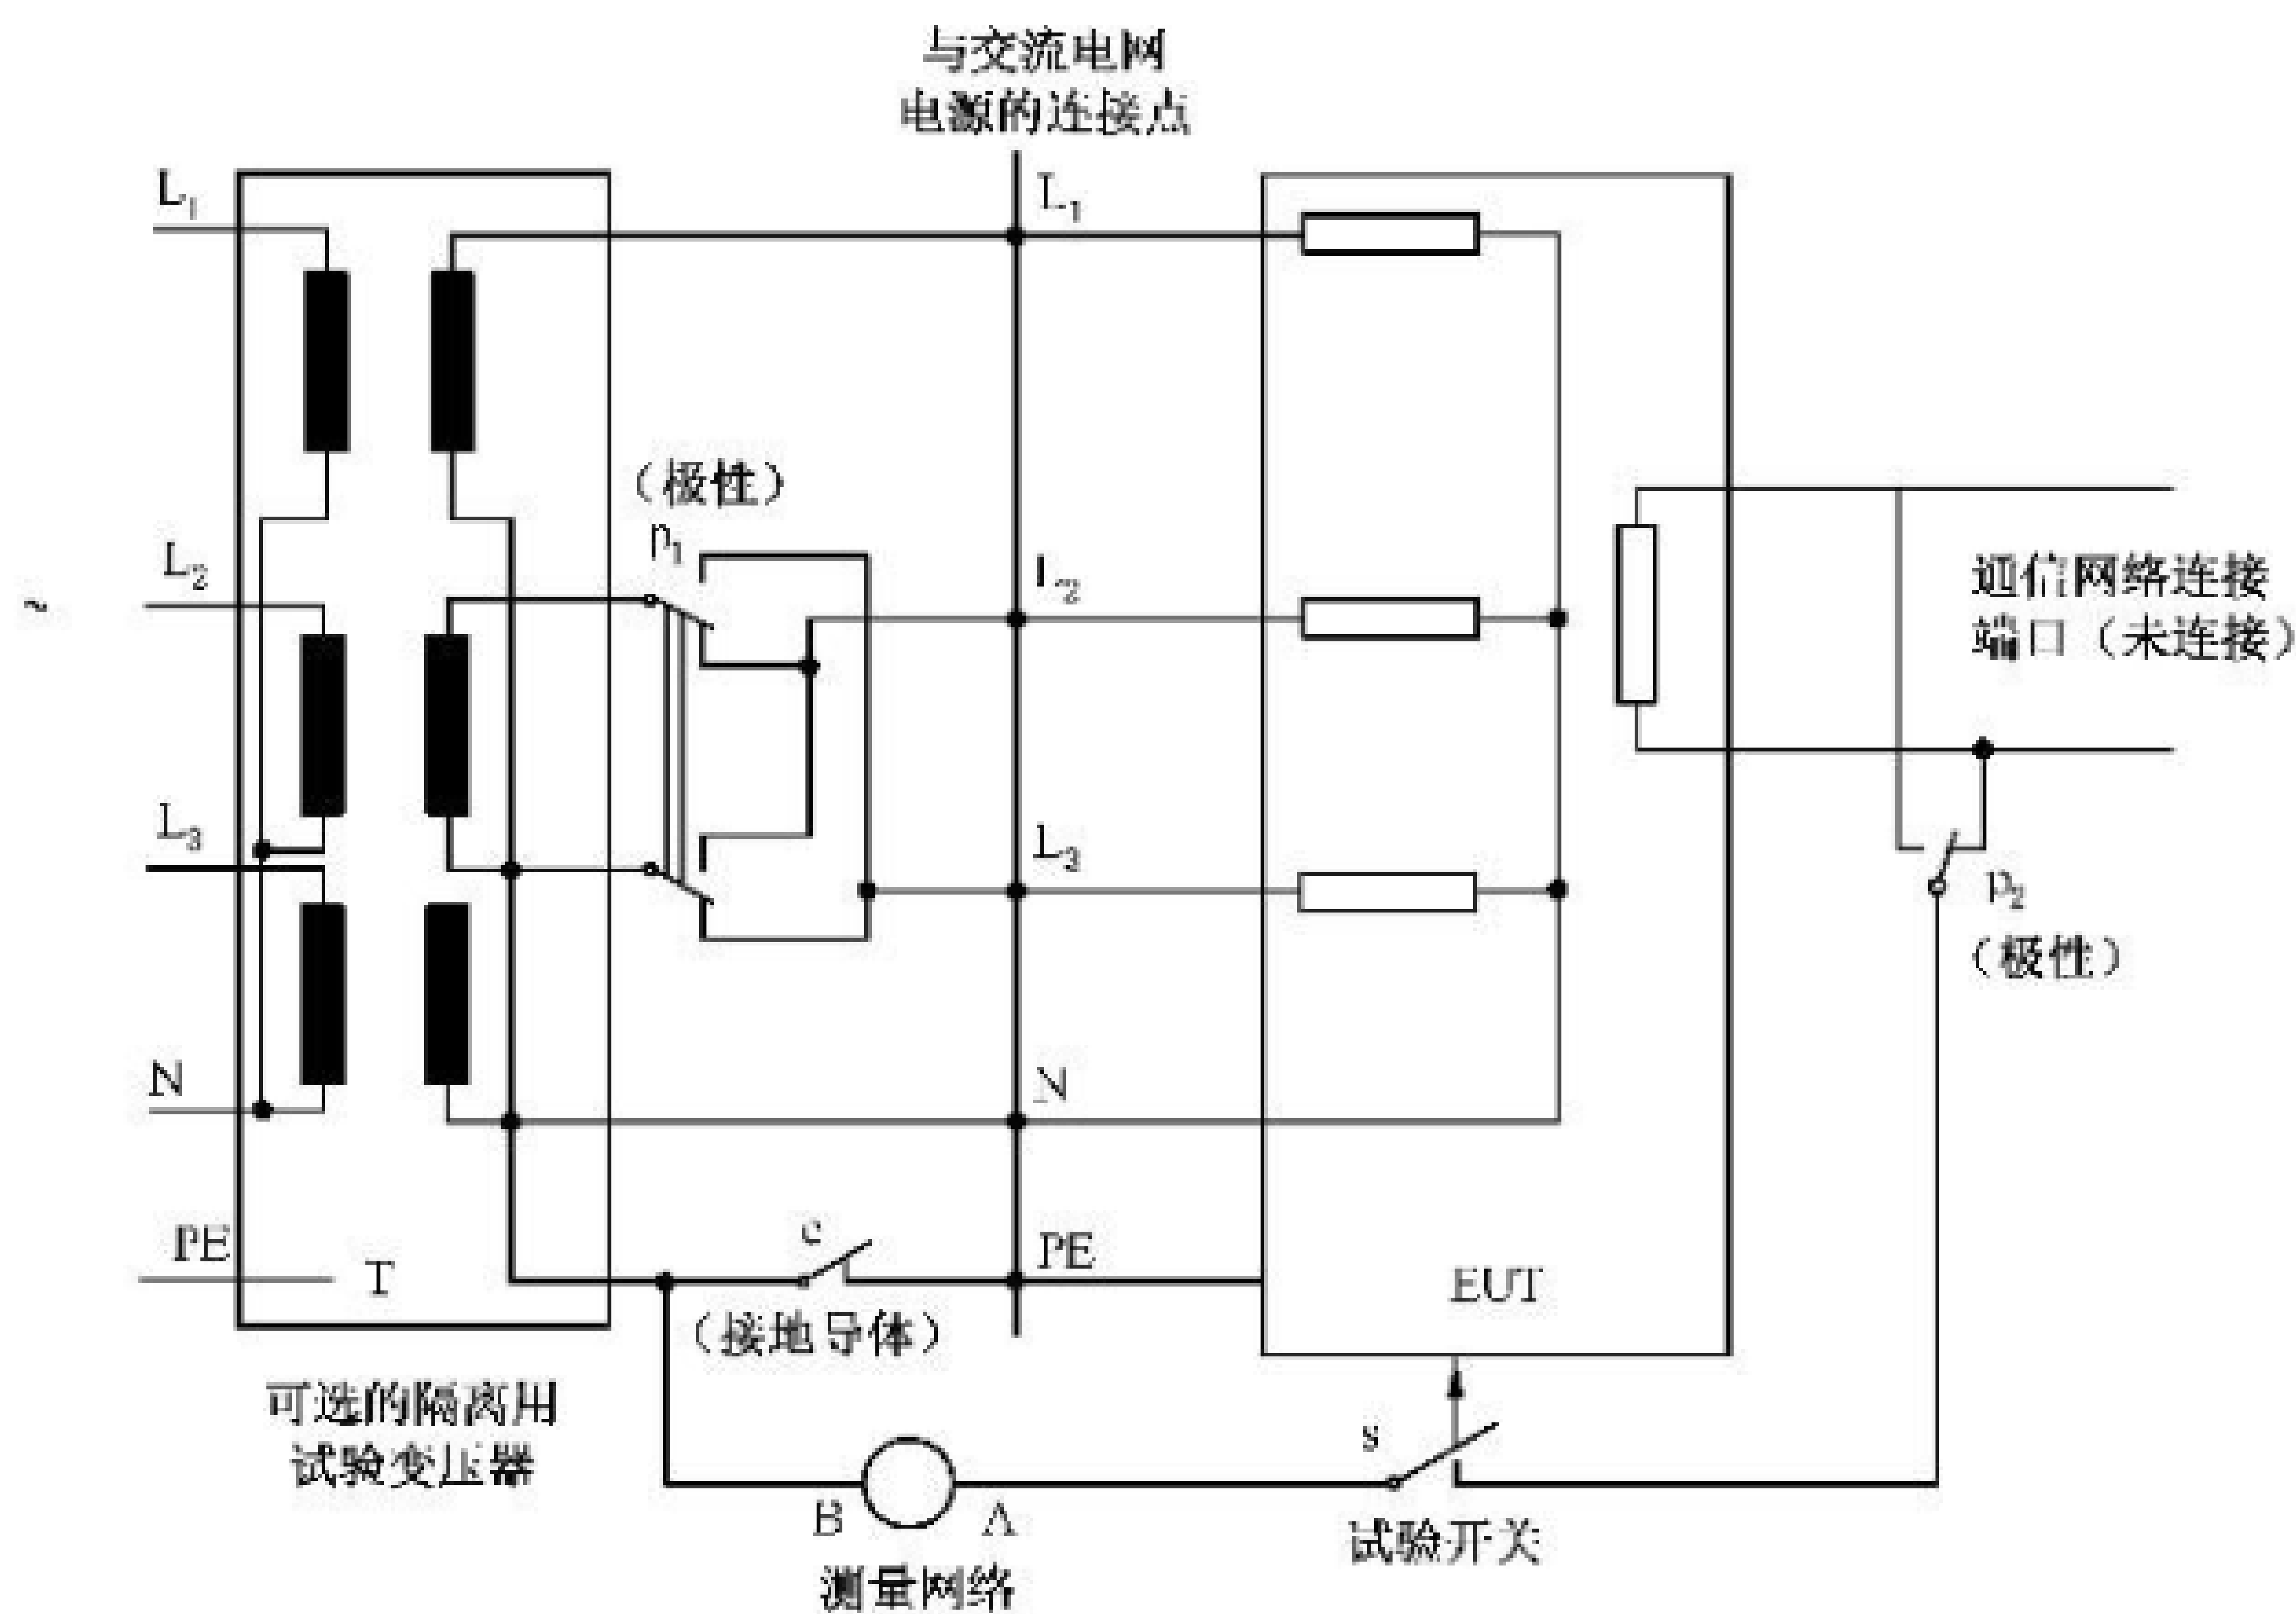 与交流电网
电源的连接点
L₁
L₁
（极性）
p₁
L₂
L₂
~
通信网络连接
端口（未连接）
L₃
L₃
p₂
（极性）
N
N
PE
T
c
PE
EUT
（接地导体）
可选的隔离用
试验变压器
s
B
A
试验开关
测量网络